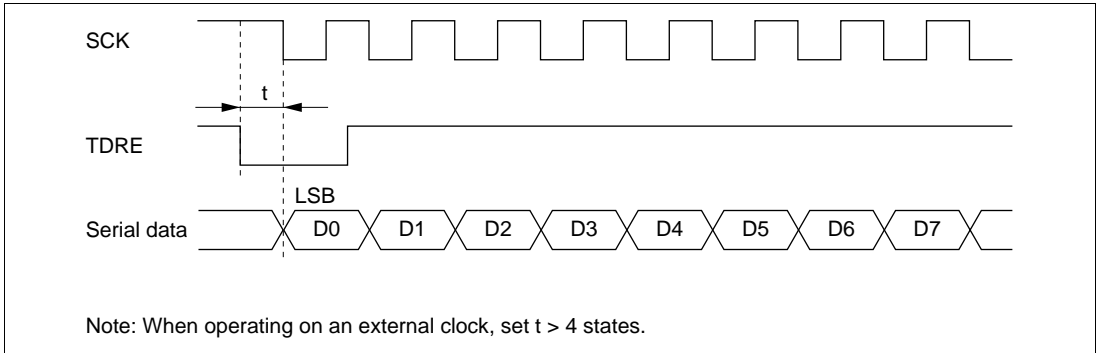 SCK
t
TDRE
LSB
Serial data D0 D1 D2 D3 D4 D5 D6 D7
Note: When operating on an external clock, set t > 4 states.